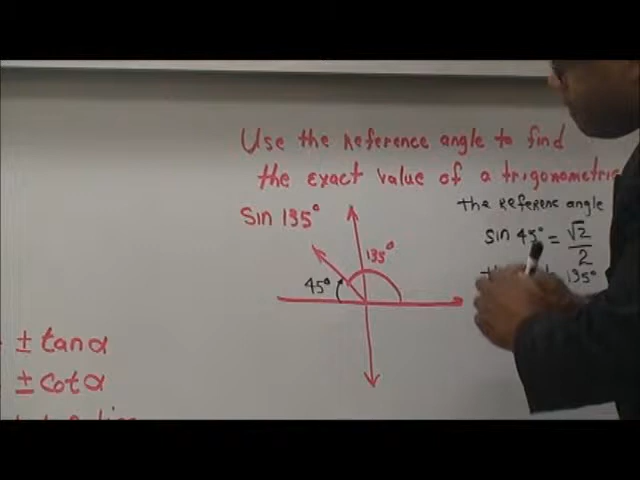 Use the reference angle to find
the exact value of a trigonometric
the reference angle
sin 135°
sin 45° = √2/2
135°
135°
45°
± tan α
± cot α